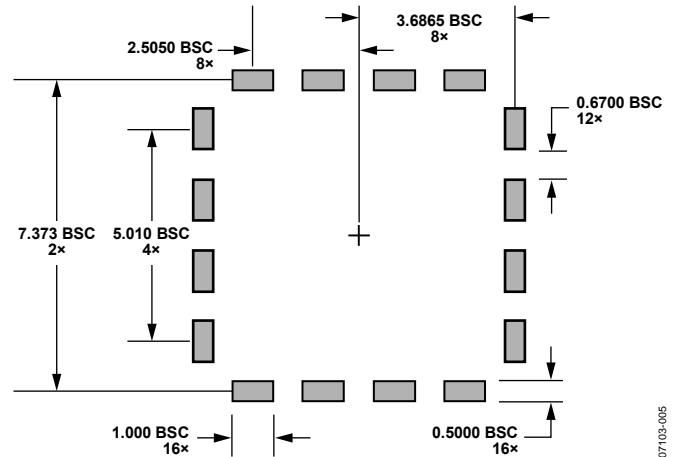 2.5050 BSC
8×
3.6865 BSC
8×
0.6700 BSC
12×
7.373 BSC
2×
5.010 BSC
4×
1.000 BSC
16×
0.5000 BSC
16×
07103-005